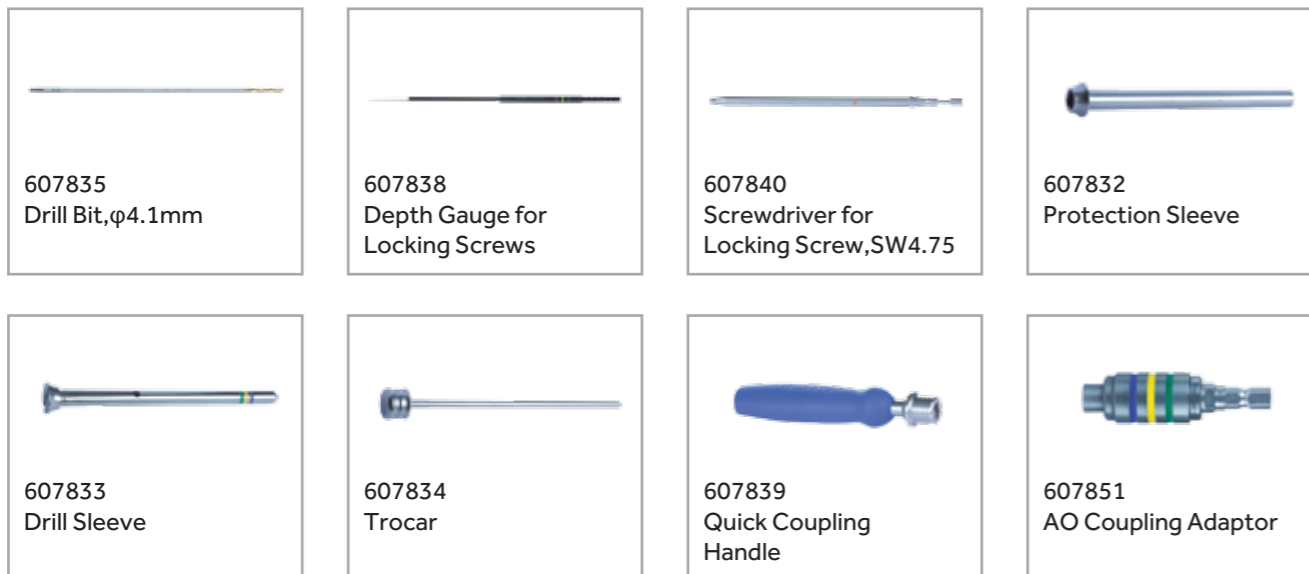 607835
Drill Bit,φ4.1mm
607838
Depth Gauge for
Locking Screws
607840
Screwdriver for
Locking Screw,SW4.75
607832
Protection Sleeve
607833
Drill Sleeve
607834
Trocar
607839
Quick Coupling
Handle
607851
AO Coupling Adaptor